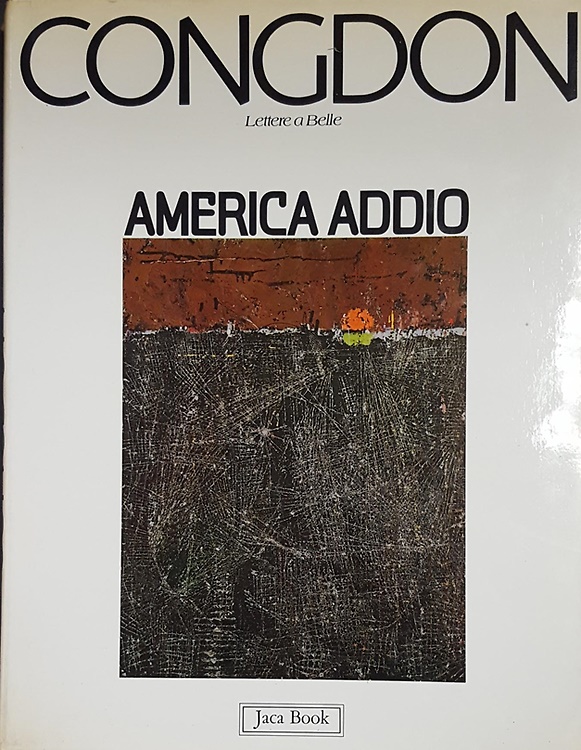 CONGDON
Lettere a Belle
AMERICA ADDIO
Jaca Book